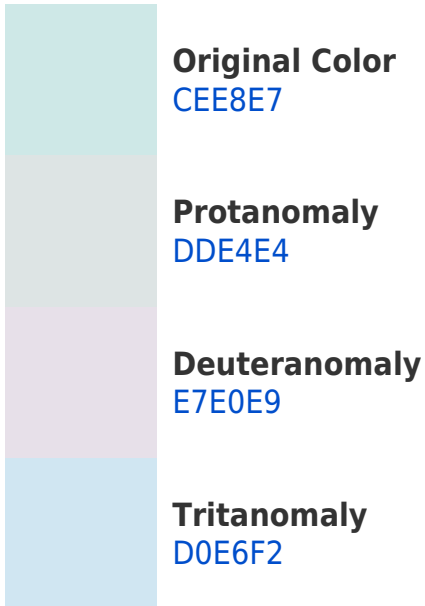 Original Color
CEE8E7
Protanomaly
DDE4E4
Deuteranomaly
E7E0E9
Tritanomaly
D0E6F2